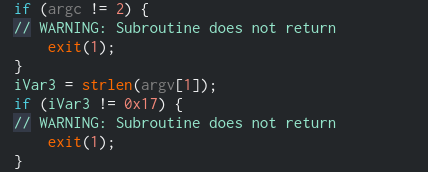 if (argc != 2) {
// WARNING: Subroutine does not return
exit(1);
}
iVar3 = strlen(argv[1]);
if (iVar3 != 0x17) {
// WARNING: Subroutine does not return
exit(1);
}